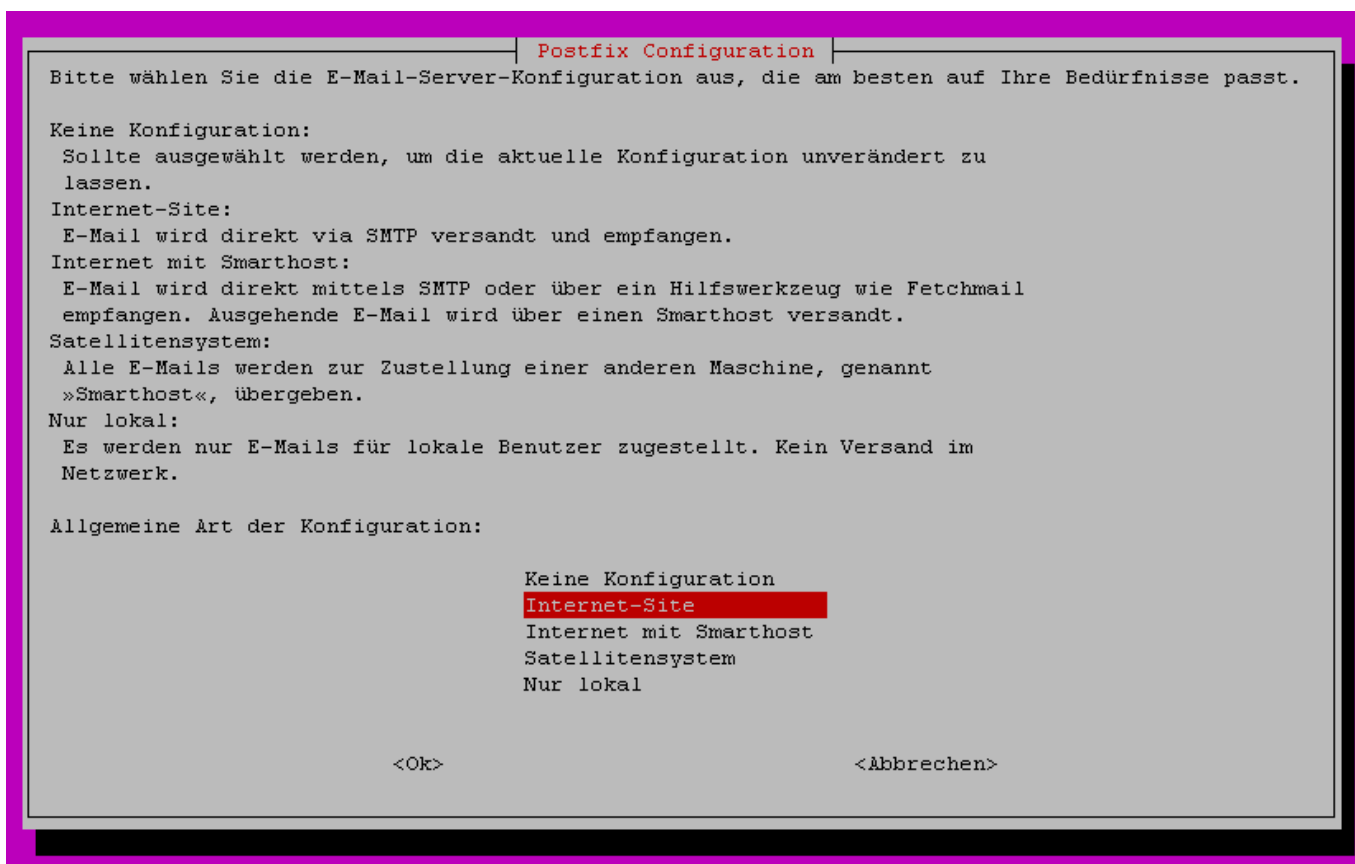 Postfix Configuration
Bitte wählen Sie die E-Mail-Server-Konfiguration aus, die am besten auf Ihre Bedürfnisse passt.
Keine Konfiguration:
Sollte ausgewählt werden, um die aktuelle Konfiguration unverändert zu
lassen.
Internet-Site:
E-Mail wird direkt via SMTP versandt und empfangen.
Internet mit Smarthost:
E-Mail wird direkt mittels SMTP oder über ein Hilfswerkzeug wie Fetchmail
empfangen. Ausgehende E-Mail wird über einen Smarthost versandt.
Satellitensystem:
Alle E-Mails werden zur Zustellung einer anderen Maschine, genannt
»Smarthost«, übergeben.
Nur lokal:
Es werden nur E-Mails für lokale Benutzer zugestellt. Kein Versand im
Netzwerk.
Allgemeine Art der Konfiguration:
Keine Konfiguration
Internet-Site
Internet mit Smarthost
Satellitensystem
Nur lokal
<Ok> <Abbrechen>